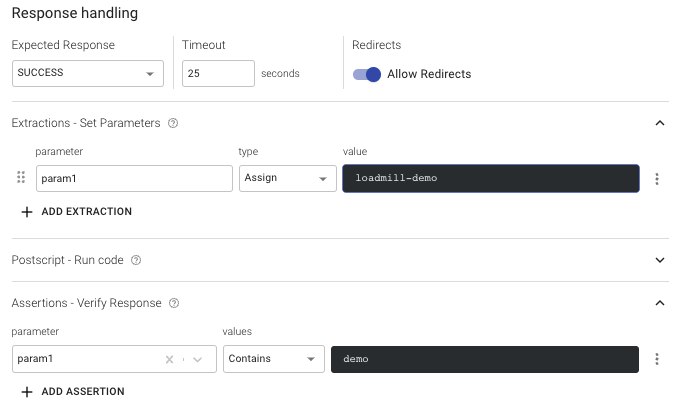 Response handling
Expected Response Timeout Redirects
SUCCESS 25 seconds Allow Redirects
Extractions - Set Parameters
parameter type value
param1 Assign loadmill-demo
ADD EXTRACTION
Postscript - Run code
Assertions - Verify Response
parameter values
param1 Contains demo
ADD ASSERTION